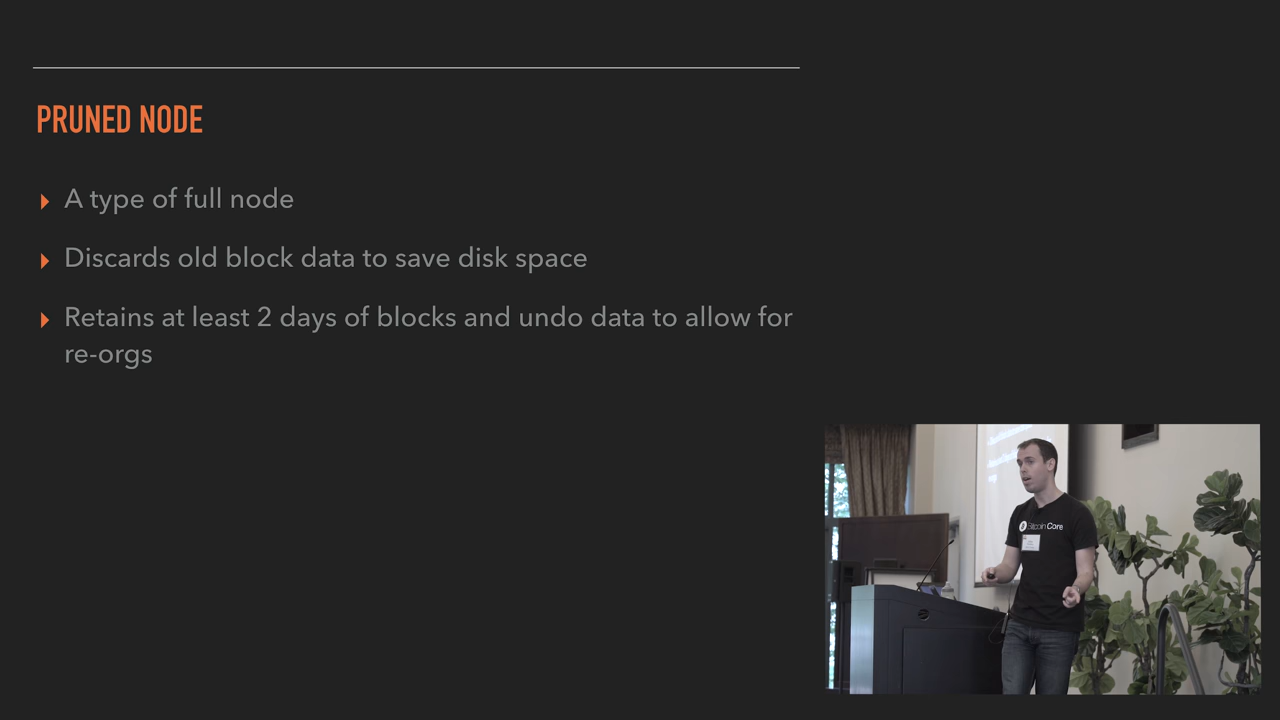 PRUNED NODE
A type of full node
Discards old block data to save disk space
Retains at least 2 days of blocks and undo data to allow for
re-orgs
Bitcoin Core